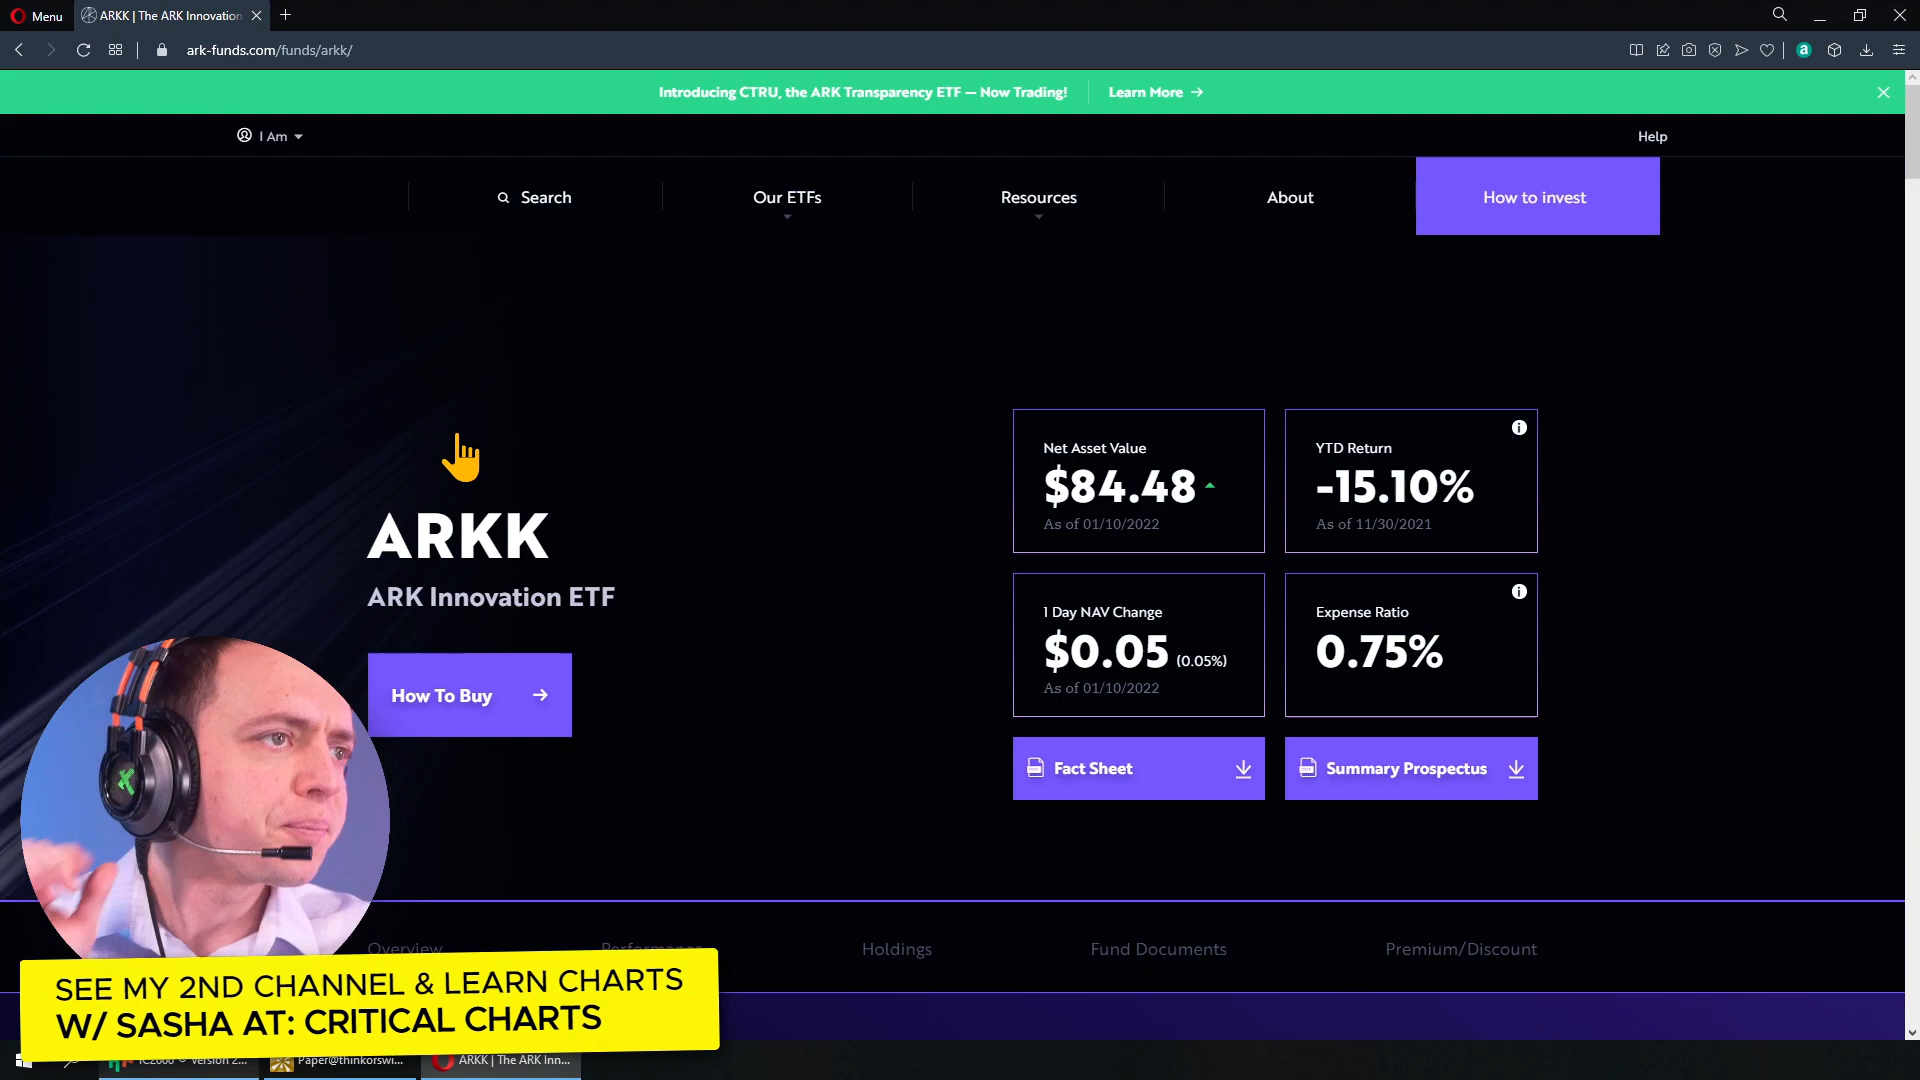 Menu
ARKK | The ARK Innovation
ark-funds.com/funds/arkk/
a
Introducing CTRU, the ARK Transparency ETF — Now Trading!
Learn More →
I Am
Help
Search
Our ETFs
Resources
About
How to invest
ARKK
ARK Innovation ETF
How To Buy →
Net Asset Value
$84.48
As of 01/10/2022
YTD Return
-15.10%
As of 11/30/2021
1 Day NAV Change
$0.05 (0.05%)
As of 01/10/2022
Expense Ratio
0.75%
Fact Sheet
Summary Prospectus
Overview
Performance
Holdings
Fund Documents
Premium/Discount
SEE MY 2ND CHANNEL & LEARN CHARTS
W/ SASHA AT: CRITICAL CHARTS
Paper@thinkorswi...
ARKK | The ARK Inn...